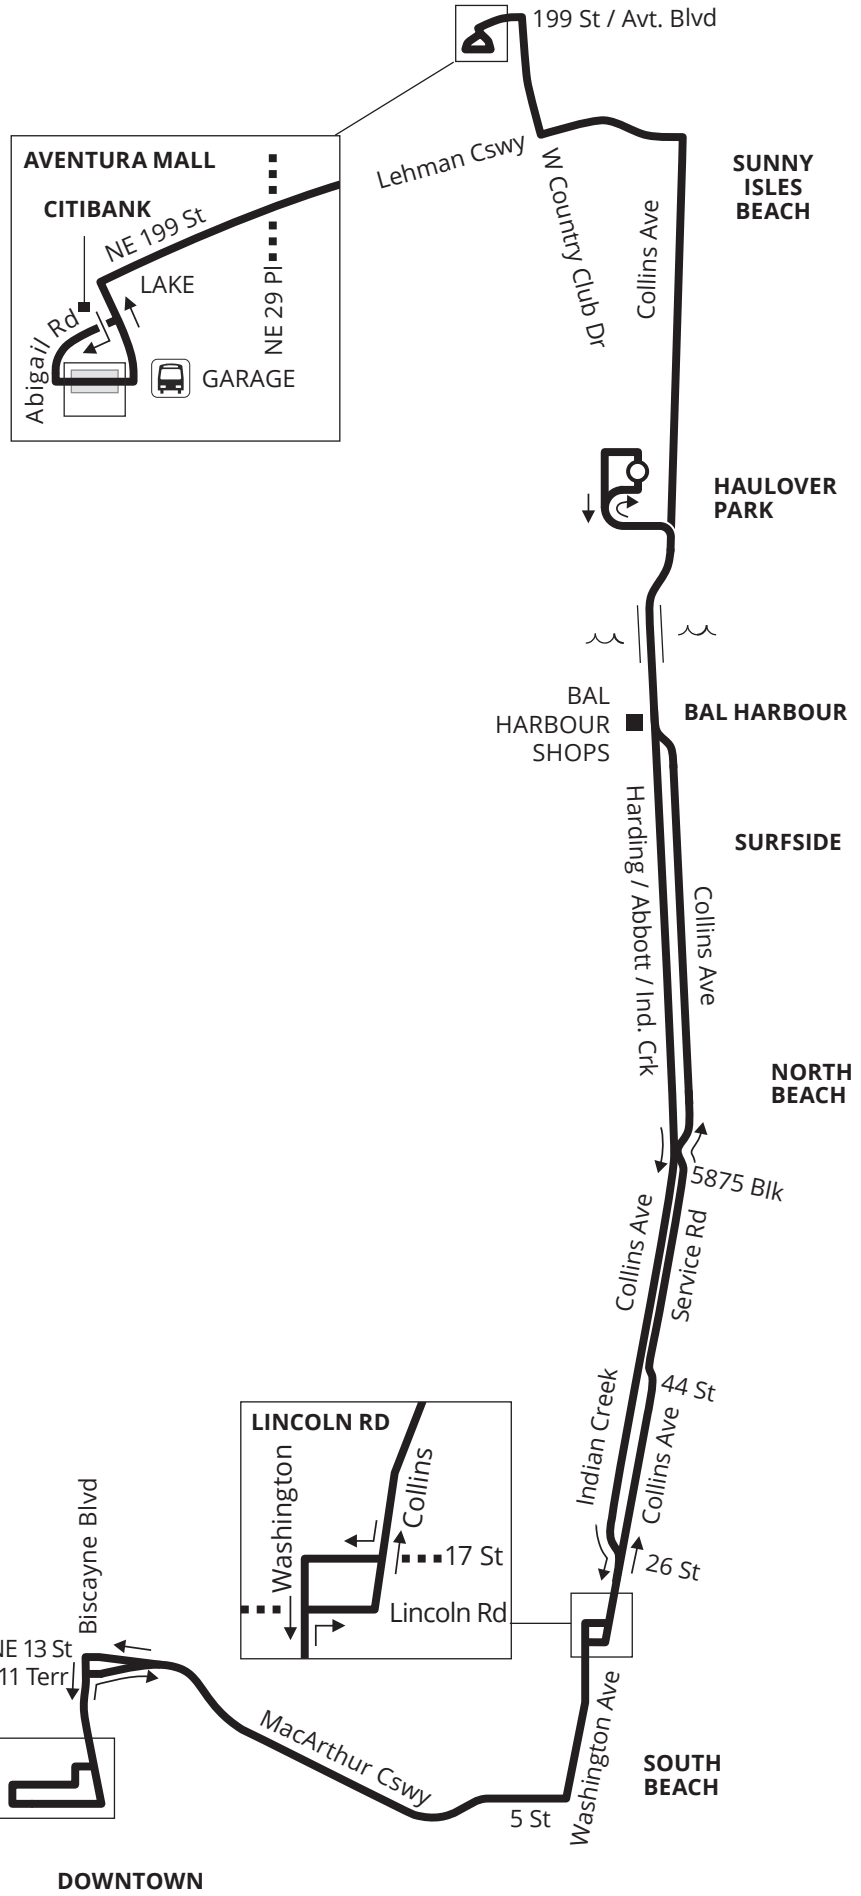 199 St / Avt. Blvd
AVENTURA MALL
Lehman Cswy
W Country Club Dr
Collins Ave
SUNNY
ISLES
BEACH
CITIBANK
NE 199 St
LAKE
NE 29 Pl
Abigail Rd
GARAGE
HAULOVER
PARK
BAL
HARBOUR
SHOPS
BAL HARBOUR
Harding / Abbott / Ind. Crk
SURFSIDE
Collins Ave
NORTH
BEACH
5875 Blk
Collins Ave
Service Rd
44 St
Indian Creek
Collins Ave
26 St
LINCOLN RD
Washington
Collins
17 St
Lincoln Rd
Biscayne Blvd
NE 13 St
11 Terr
MacArthur Cswy
5 St
Washington Ave
SOUTH
BEACH
DOWNTOWN